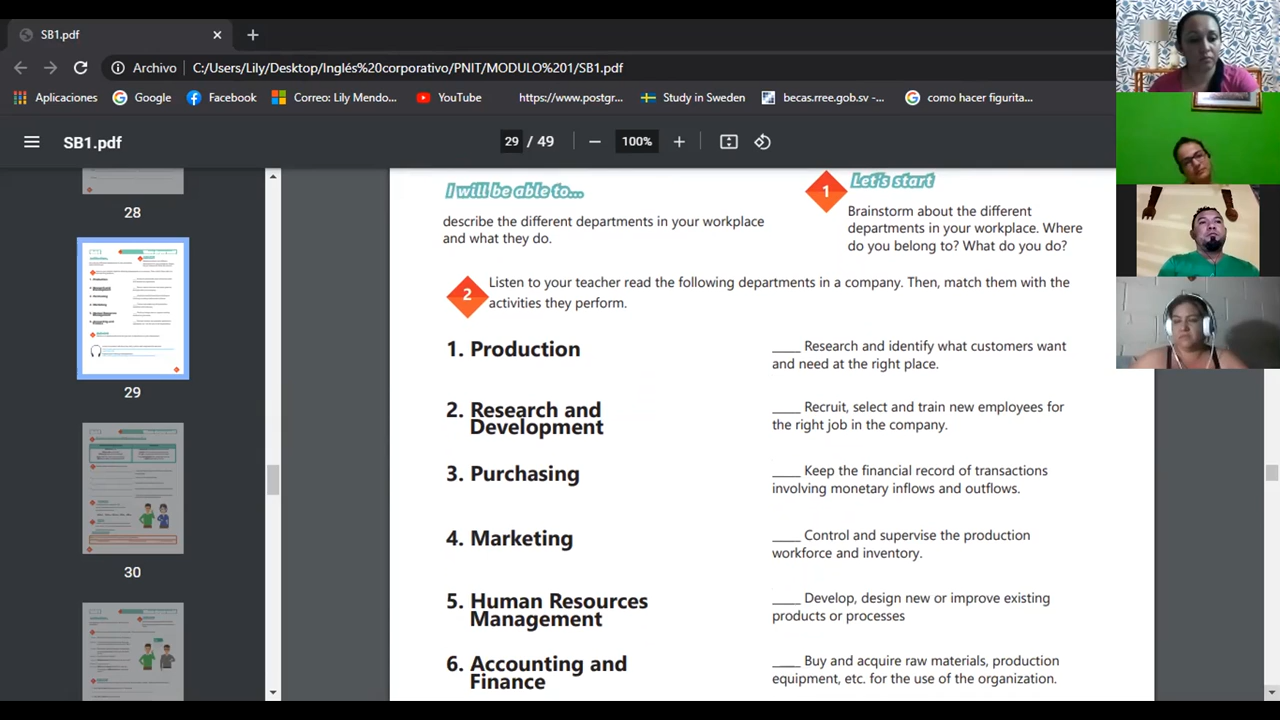 SB1.pdf
Archivo
C:/Users/Lily/Desktop/Inglés%20corporativo/PNIT/MODULO%201/SB1.pdf
Aplicaciones
Google
Facebook
Correo: Lily Mendo...
YouTube
https://www.postgr...
Study in Sweden
becas.rree.gob.sv -...
como hacer figurita...
SB1.pdf
29 / 49
100%
28
29
30
I will be able to...
describe the different departments in your workplace
and what they do.
1
Let's start
Brainstorm about the different
departments in your workplace. Where
do you belong to? What do you do?
2
Listen to your teacher read the following departments in a company. Then, match them with the
activities they perform.
1. Production
____ Research and identify what customers want
and need at the right place.
2. Research and
Development
____ Recruit, select and train new employees for
the right job in the company.
3. Purchasing
____ Keep the financial record of transactions
involving monetary inflows and outflows.
4. Marketing
____ Control and supervise the production
workforce and inventory.
5. Human Resources
Management
____ Develop, design new or improve existing
products or processes
6. Accounting and
Finance
____ Buy and acquire raw materials, production
equipment, etc. for the use of the organization.